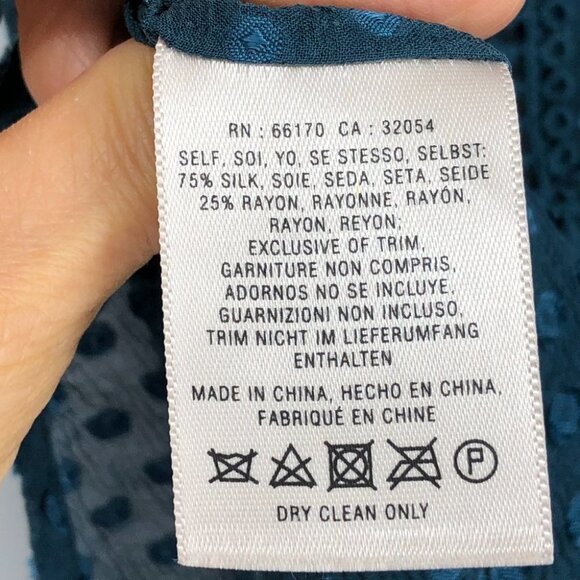 RN : 66170 CA : 32054
SELF, SOI, YO, SE STESSO, SELBST:
75% SILK, SOIE, SEDA, SETA, SEIDE
25% RAYON, RAYONNE, RAYÓN,
RAYON, REYON;
EXCLUSIVE OF TRIM,
GARNITURE NON COMPRIS,
ADORNOS NO SE INCLUYE.
GUARNIZIONI NON INCLUSO,
TRIM NICHT IM LIEFERUMFANG
ENTHALTEN
MADE IN CHINA, HECHO EN CHINA,
FABRIQUÉ EN CHINE
P
DRY CLEAN ONLY